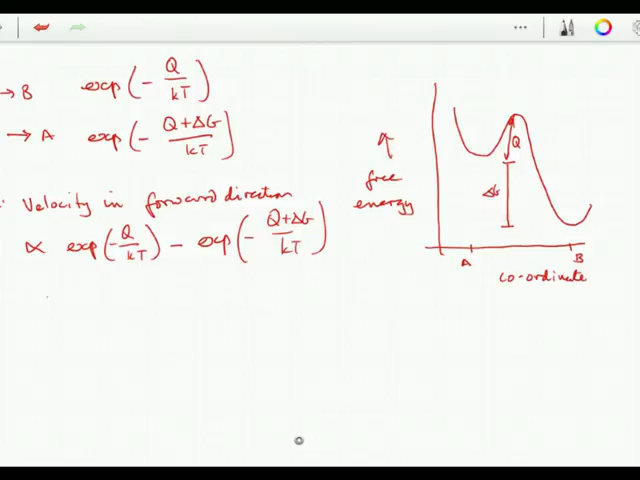 → B exp(- Q/kT)
→ A exp(- Q+ΔG/kT)
Velocity in forward direction
∝ exp(-Q/kT) - exp(- Q+ΔG/kT)
↑
free
energy
Q
ΔG
A
B
co-ordinate